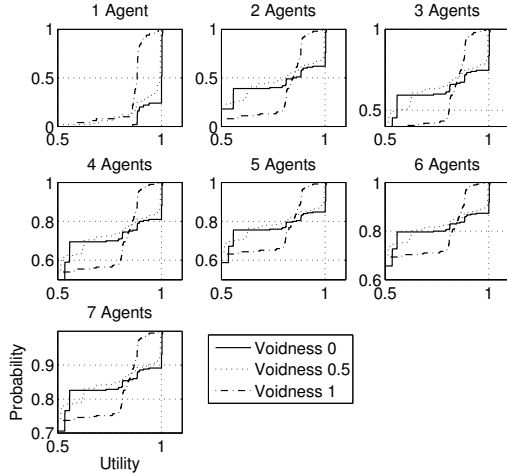 1 Agent
2 Agents
3 Agents
1
0.5
0
0.5
1
1
0.5
0
0.5
1
1
0.5
0.5
1
4 Agents
5 Agents
6 Agents
1
0.8
0.6
0.5
1
1
0.8
0.6
0.5
1
1
0.8
0.6
0.5
1
7 Agents
0.9
0.8
0.7
0.5
1
Probability
Utility
Voidness 0
Voidness 0.5
Voidness 1